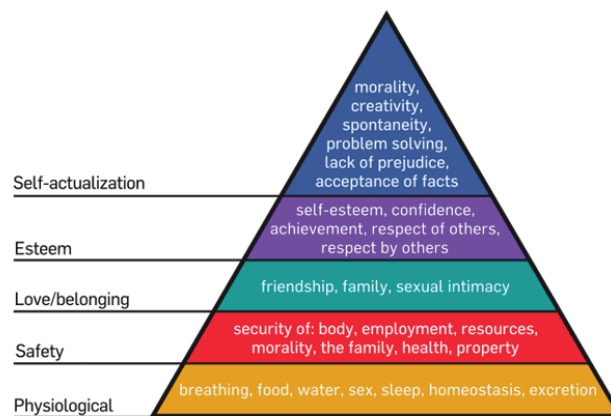 morality,
creativity,
spontaneity,
problem solving,
lack of prejudice,
acceptance of facts
Self-actualization
self-esteem, confidence,
achievement, respect of others,
respect by others
Esteem
friendship, family, sexual intimacy
Love/belonging
security of: body, employment, resources,
morality, the family, health, property
Safety
breathing, food, water, sex, sleep, homeostasis, excretion
Physiological